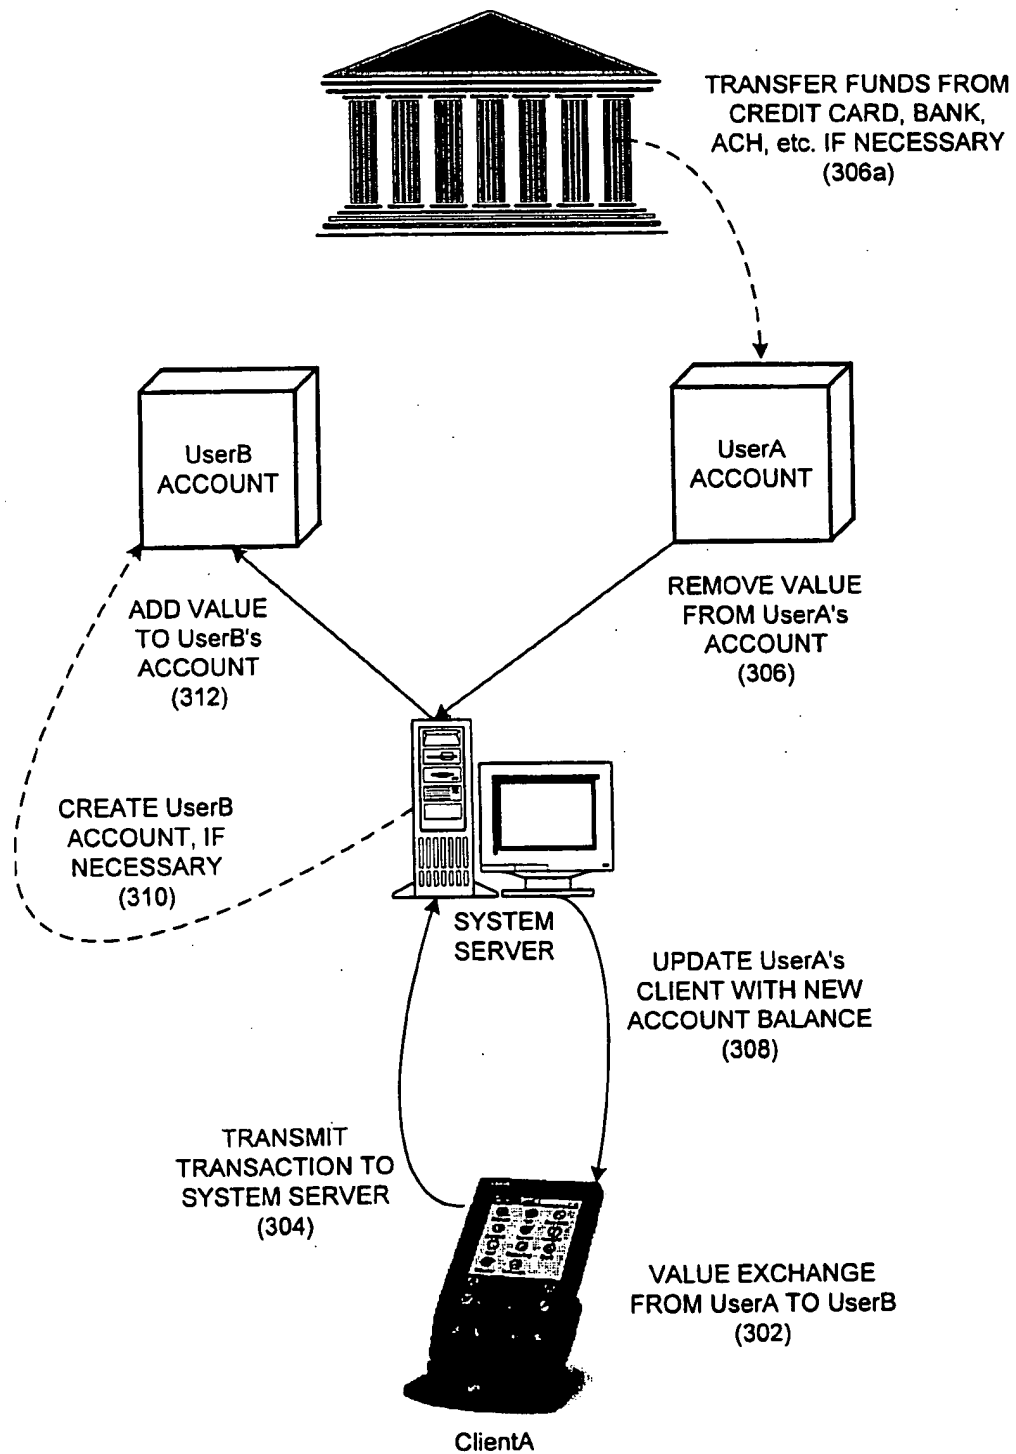 TRANSFER FUNDS FROM
CREDIT CARD, BANK,
ACH, etc. IF NECESSARY
(306a)
UserB
ACCOUNT
UserA
ACCOUNT
ADD VALUE
TO UserB's
ACCOUNT
(312)
REMOVE VALUE
FROM UserA's
ACCOUNT
(306)
CREATE UserB
ACCOUNT, IF
NECESSARY
(310)
SYSTEM
SERVER
UPDATE UserA's
CLIENT WITH NEW
ACCOUNT BALANCE
(308)
TRANSMIT
TRANSACTION TO
SYSTEM SERVER
(304)
VALUE EXCHANGE
FROM UserA TO UserB
(302)
ClientA